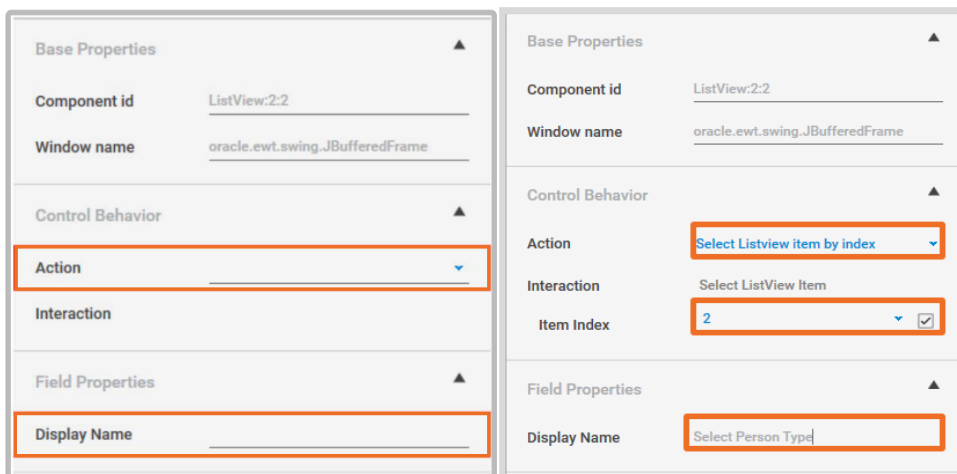 Base Properties
Component id ListView:2:2
Window name oracle.ewt.swing.JBufferedFrame
Control Behavior
Action
Interaction
Field Properties
Display Name
Base Properties
Component id ListView:2:2
Window name oracle.ewt.swing.JBufferedFrame
Control Behavior
Action Select Listview item by index
Interaction Select ListView Item
Item Index 2
Field Properties
Display Name Select Person Type